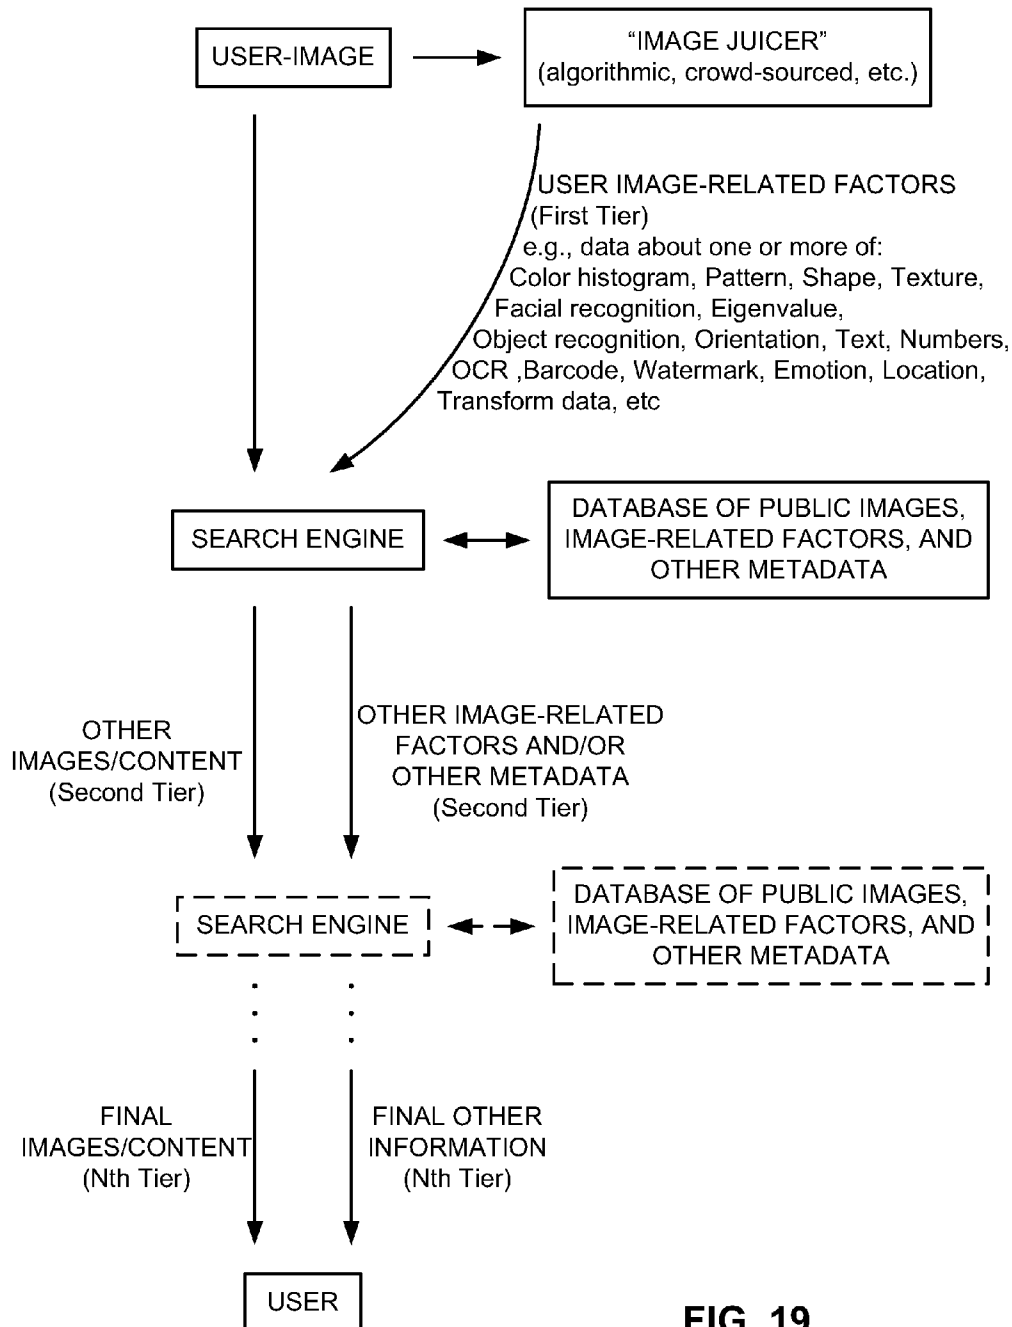 USER-IMAGE
“IMAGE JUICER”
(algorithmic, crowd-sourced, etc.)
USER IMAGE-RELATED FACTORS
(First Tier)
e.g., data about one or more of:
Color histogram, Pattern, Shape, Texture,
Facial recognition, Eigenvalue,
Object recognition, Orientation, Text, Numbers,
OCR ,Barcode, Watermark, Emotion, Location,
Transform data, etc
SEARCH ENGINE
DATABASE OF PUBLIC IMAGES,
IMAGE-RELATED FACTORS, AND
OTHER METADATA
OTHER
IMAGES/CONTENT
(Second Tier)
OTHER IMAGE-RELATED
FACTORS AND/OR
OTHER METADATA
(Second Tier)
SEARCH ENGINE
DATABASE OF PUBLIC IMAGES,
IMAGE-RELATED FACTORS, AND
OTHER METADATA
FINAL
IMAGES/CONTENT
(Nth Tier)
FINAL OTHER
INFORMATION
(Nth Tier)
USER
FIG. 19